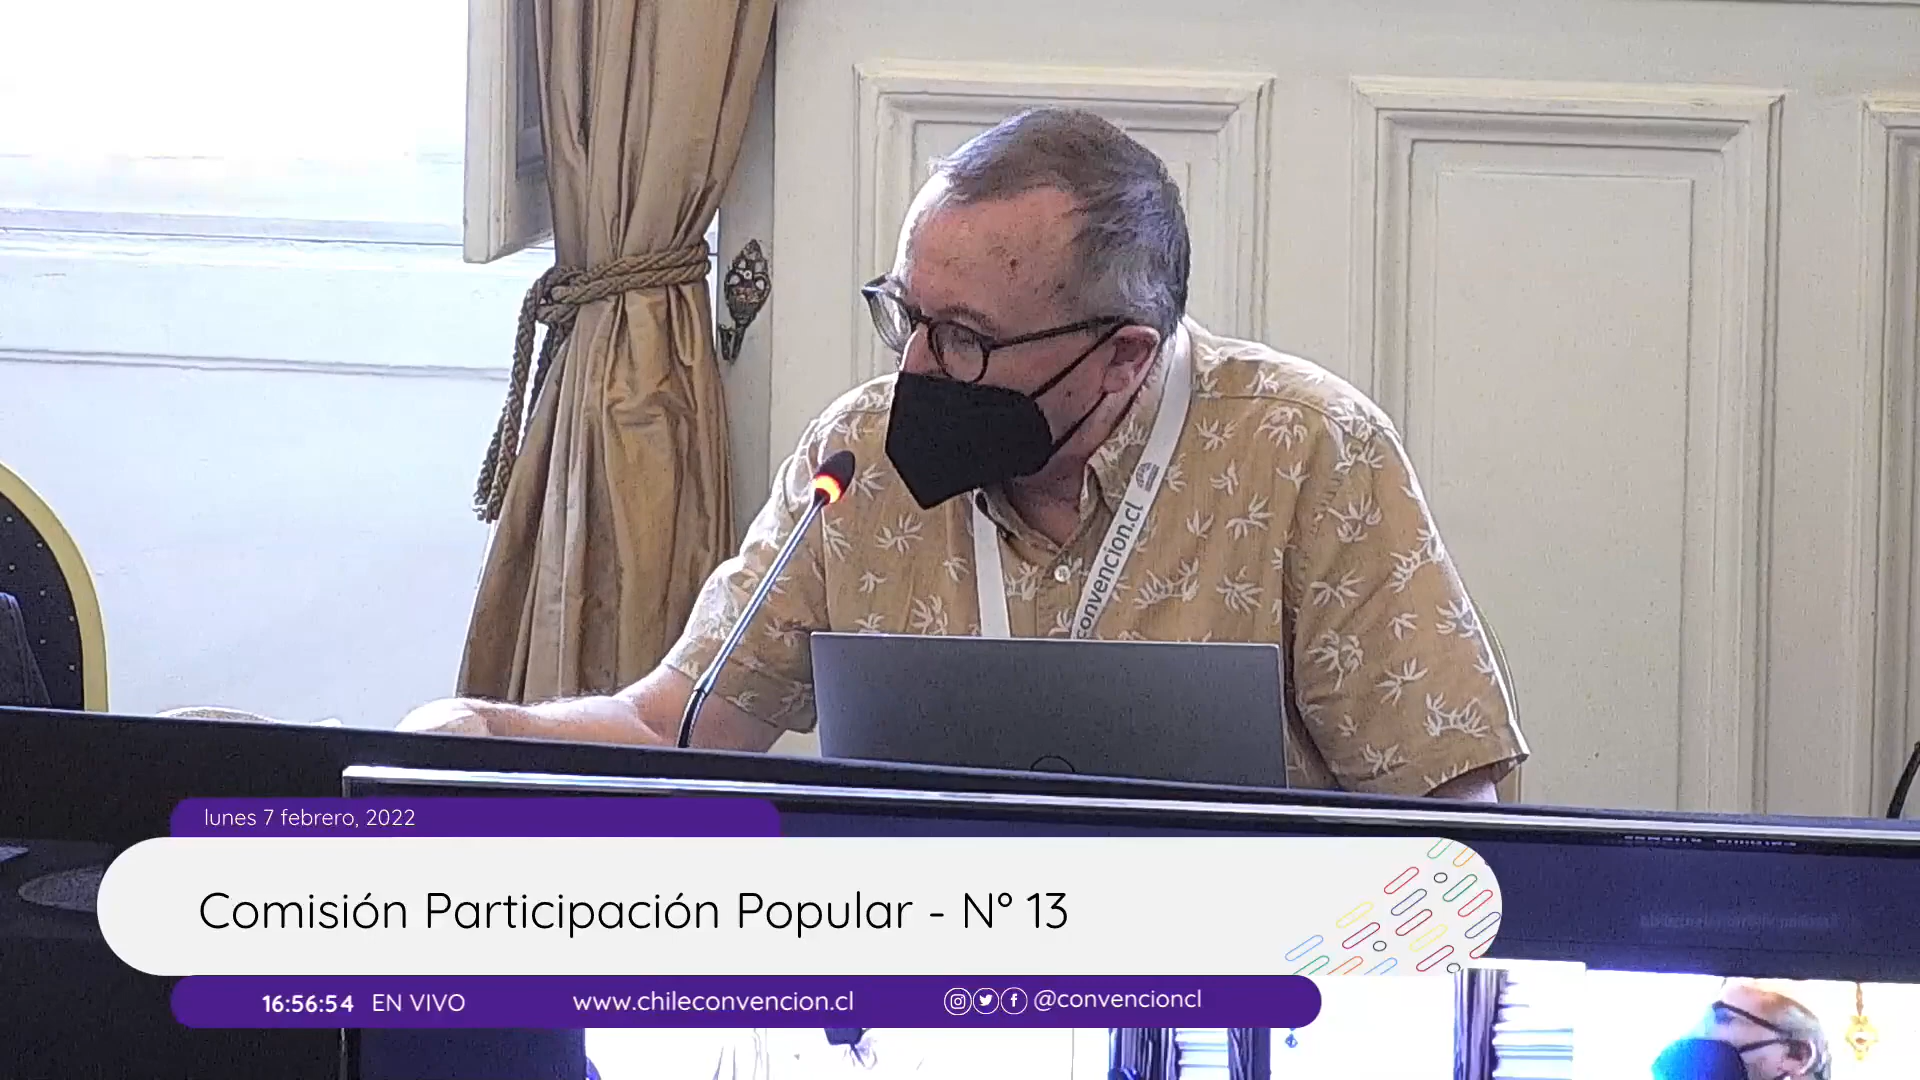 convencion.cl
lunes 7 febrero, 2022
Comisión Participación Popular - N° 13
16:56:54 EN VIVO www.chileconvencion.cl @convencioncl